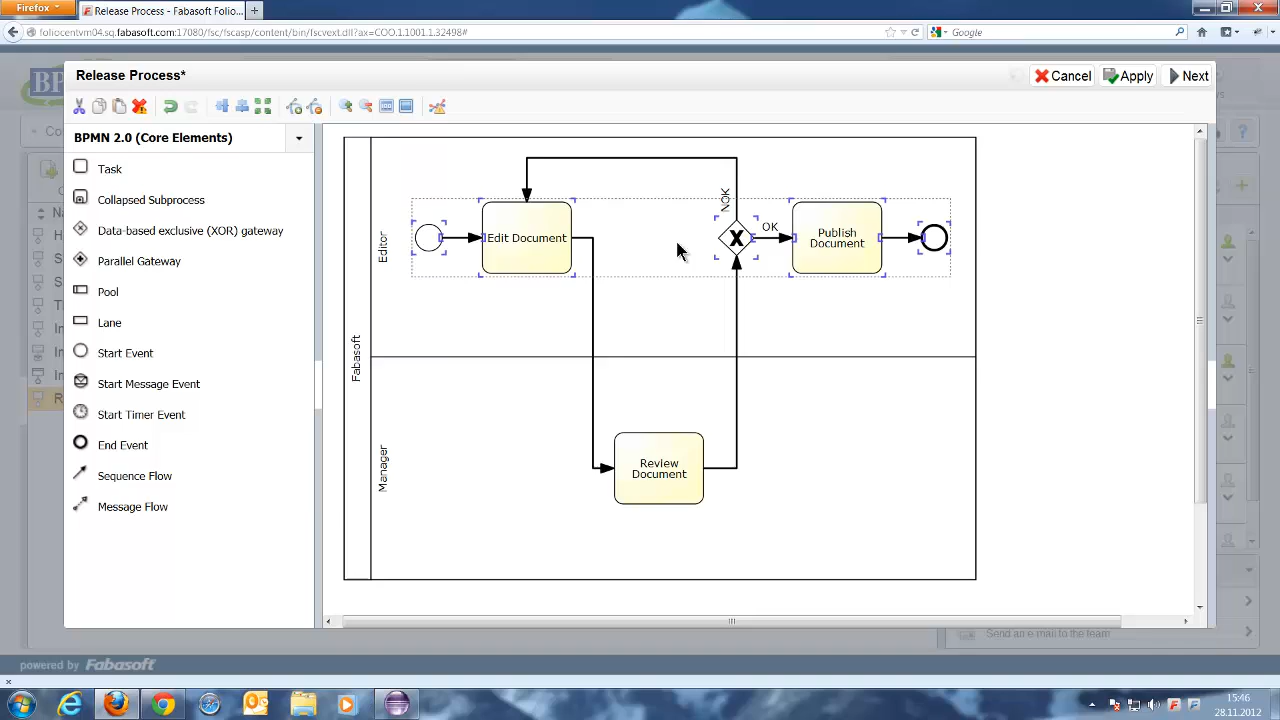 Firefox
Release Process - Fabasoft Folio...
foliocentvm04.sq.fabasoft.com:17080/fsc/fmiasp/content/bin/fscvext.dll?ax=COO.1.1001.1.32498#
Google
BP
Release Process*
Cancel
Apply
Next
BPMN 2.0 (Core Elements)
Task
Collapsed Subprocess
Data-based exclusive (XOR) gateway
Parallel Gateway
Pool
Lane
Start Event
Start Message Event
Start Timer Event
End Event
Sequence Flow
Message Flow
Fabasoft
Editor
Manager
Edit Document
NOK
X
OK
Publish
Document
Review
Document
Send an e-mail to the team
powered by Fabasoft
15:46
28.11.2012